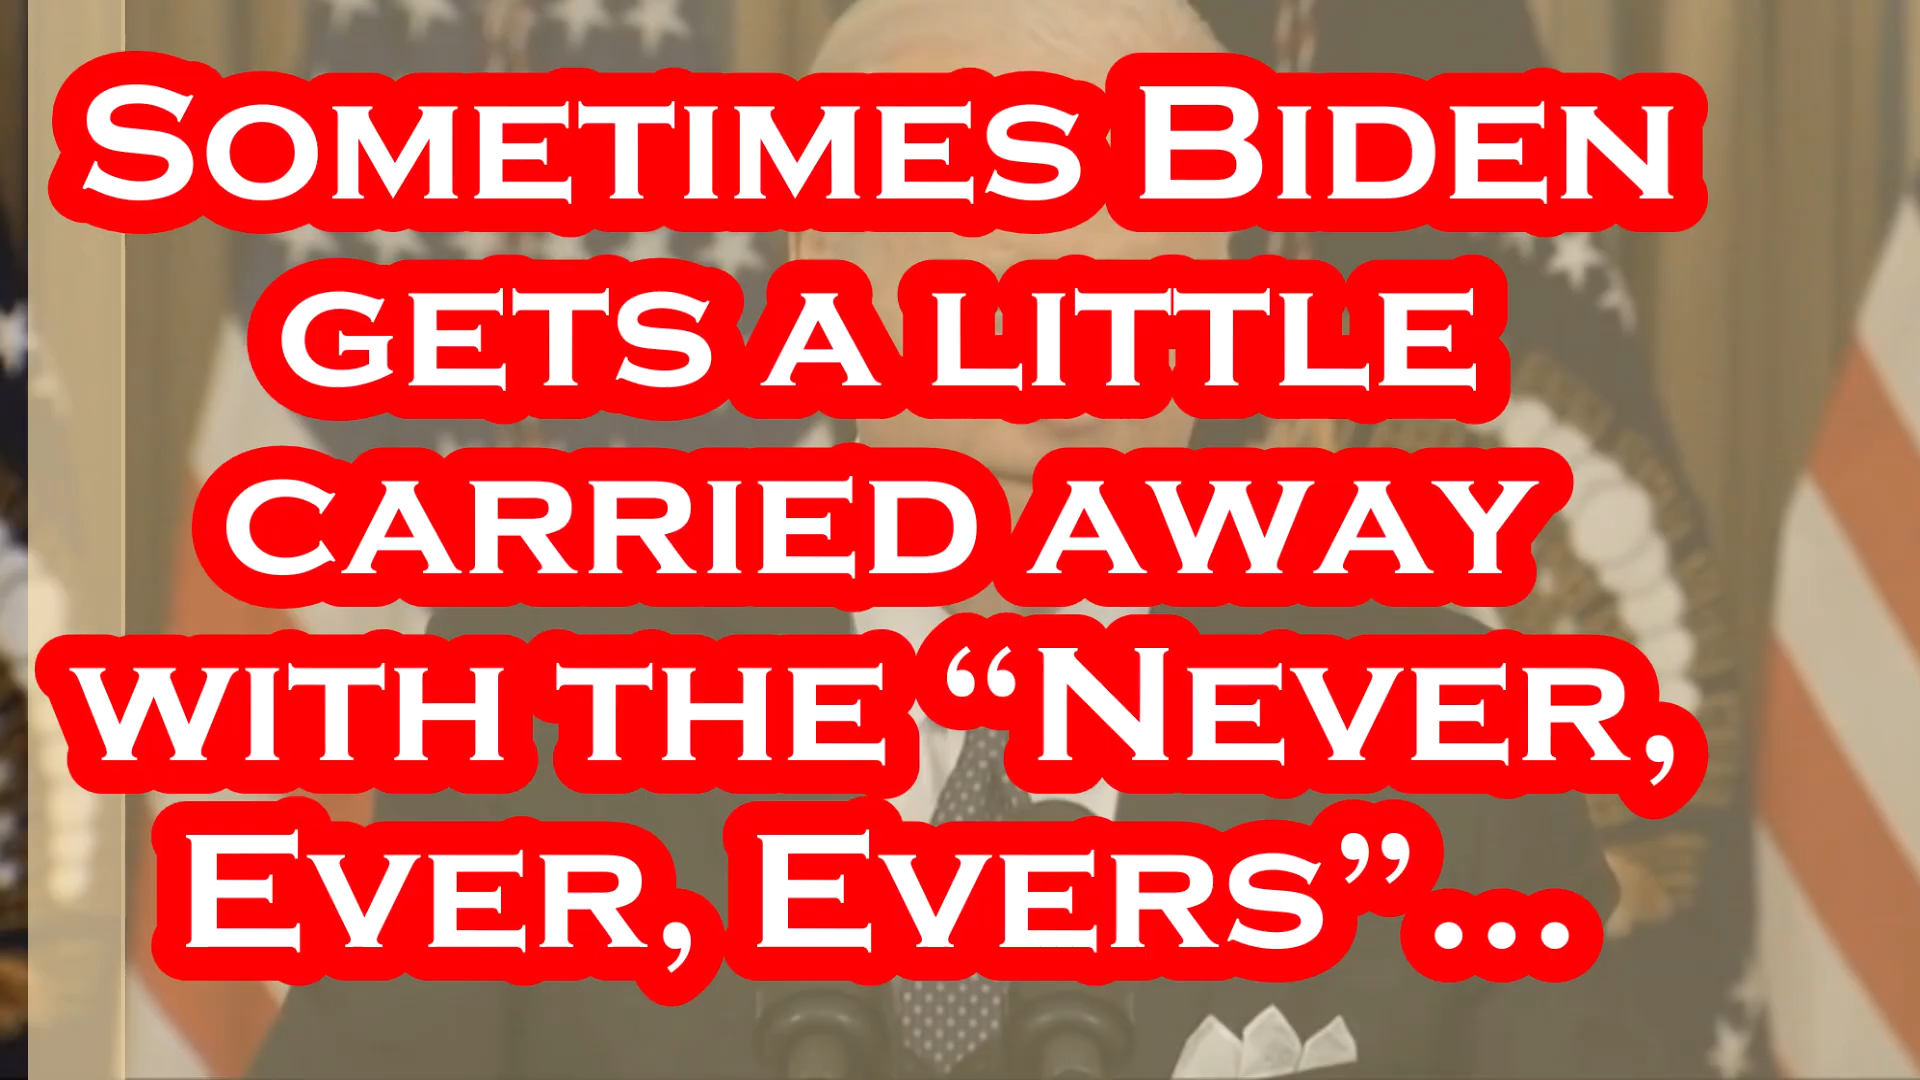 Sometimes Biden
gets a little
carried away
with the “Never,
Ever, Evers”...